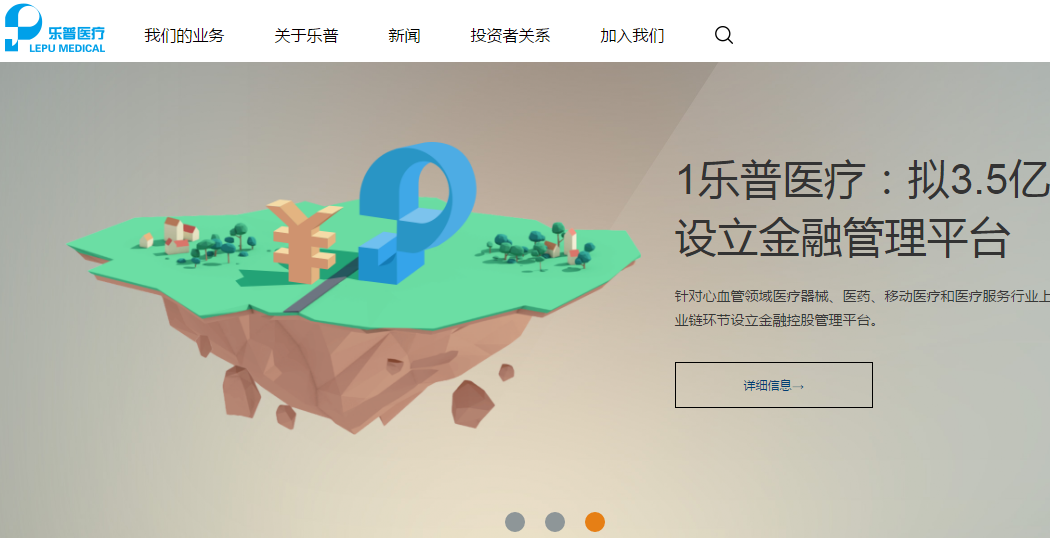 乐普医疗
LEPU MEDICAL
我们的业务
关于乐普
新闻
投资者关系
加入我们
1乐普医疗：拟3.5亿
设立金融管理平台
针对心血管领域医疗器械、医药、移动医疗和医疗服务行业上
业链环节设立金融控股管理平台。
详细信息→
¥